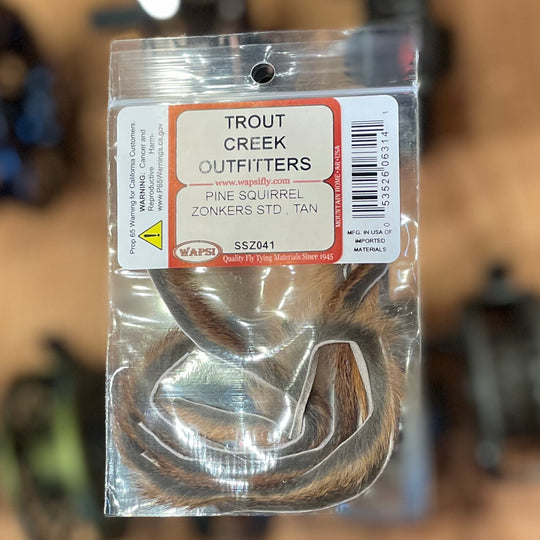 Prop 65 Warning for California Customers
WARNING: Cancer and
Reproductive Harm-
www.P65Warnings.ca.gov
TROUT
CREEK
OUTFITTERS
www.wapsifly.com
PINE SQUIRREL
ZONKERS STD , TAN
SSZ041
WAPSI
Quality Fly Tying Materials Since 1945
MOUNTAIN HOME·AR·USA
0 53526 06314 1
MFG. IN USA OF
IMPORTED
MATERIALS